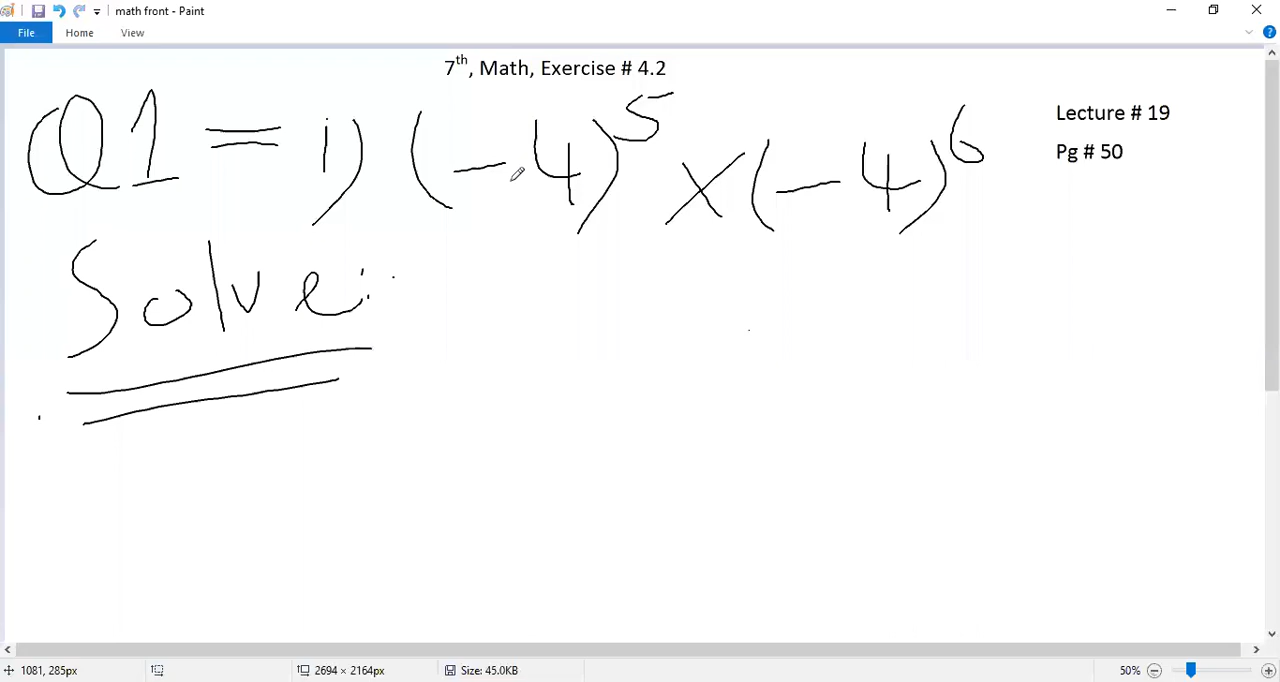 math front - Paint
File Home View
7th, Math, Exercise # 4.2
Q1 = i) (-4)^5 × (-4)^6
Lecture # 19
Pg # 50
Solve:
1081, 285px 2694 × 2164px Size: 45.0KB 50%